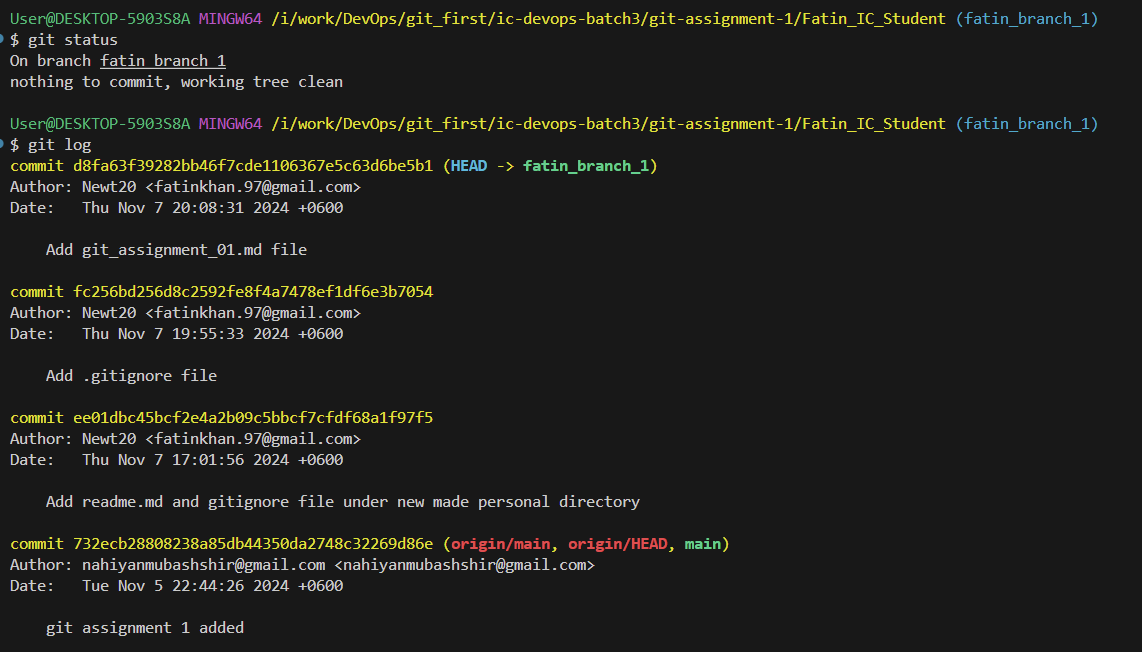 User@DESKTOP-5903S8A MINGW64 /i/work/DevOps/git_first/ic-devops-batch3/git-assignment-1/Fatin_IC_Student (fatin_branch_1)
$ git status
On branch fatin_branch_1
nothing to commit, working tree clean
User@DESKTOP-5903S8A MINGW64 /i/work/DevOps/git_first/ic-devops-batch3/git-assignment-1/Fatin_IC_Student (fatin_branch_1)
$ git log
commit d8fa63f39282bb46f7cde1106367e5c63d6be5b1 (HEAD -> fatin_branch_1)
Author: Newt20 <fatinkhan.97@gmail.com>
Date:   Thu Nov 7 20:08:31 2024 +0600
    Add git_assignment_01.md file
commit fc256bd256d8c2592fe8f4a7478ef1df6e3b7054
Author: Newt20 <fatinkhan.97@gmail.com>
Date:   Thu Nov 7 19:55:33 2024 +0600
    Add .gitignore file
commit ee01dbc45bcf2e4a2b09c5bbcf7cfdf68a1f97f5
Author: Newt20 <fatinkhan.97@gmail.com>
Date:   Thu Nov 7 17:01:56 2024 +0600
    Add readme.md and gitignore file under new made personal directory
commit 732ecb28808238a85db44350da2748c32269d86e (origin/main, origin/HEAD, main)
Author: nahiyanmubashshir@gmail.com <nahiyanmubashshir@gmail.com>
Date:   Tue Nov 5 22:44:26 2024 +0600
    git assignment 1 added